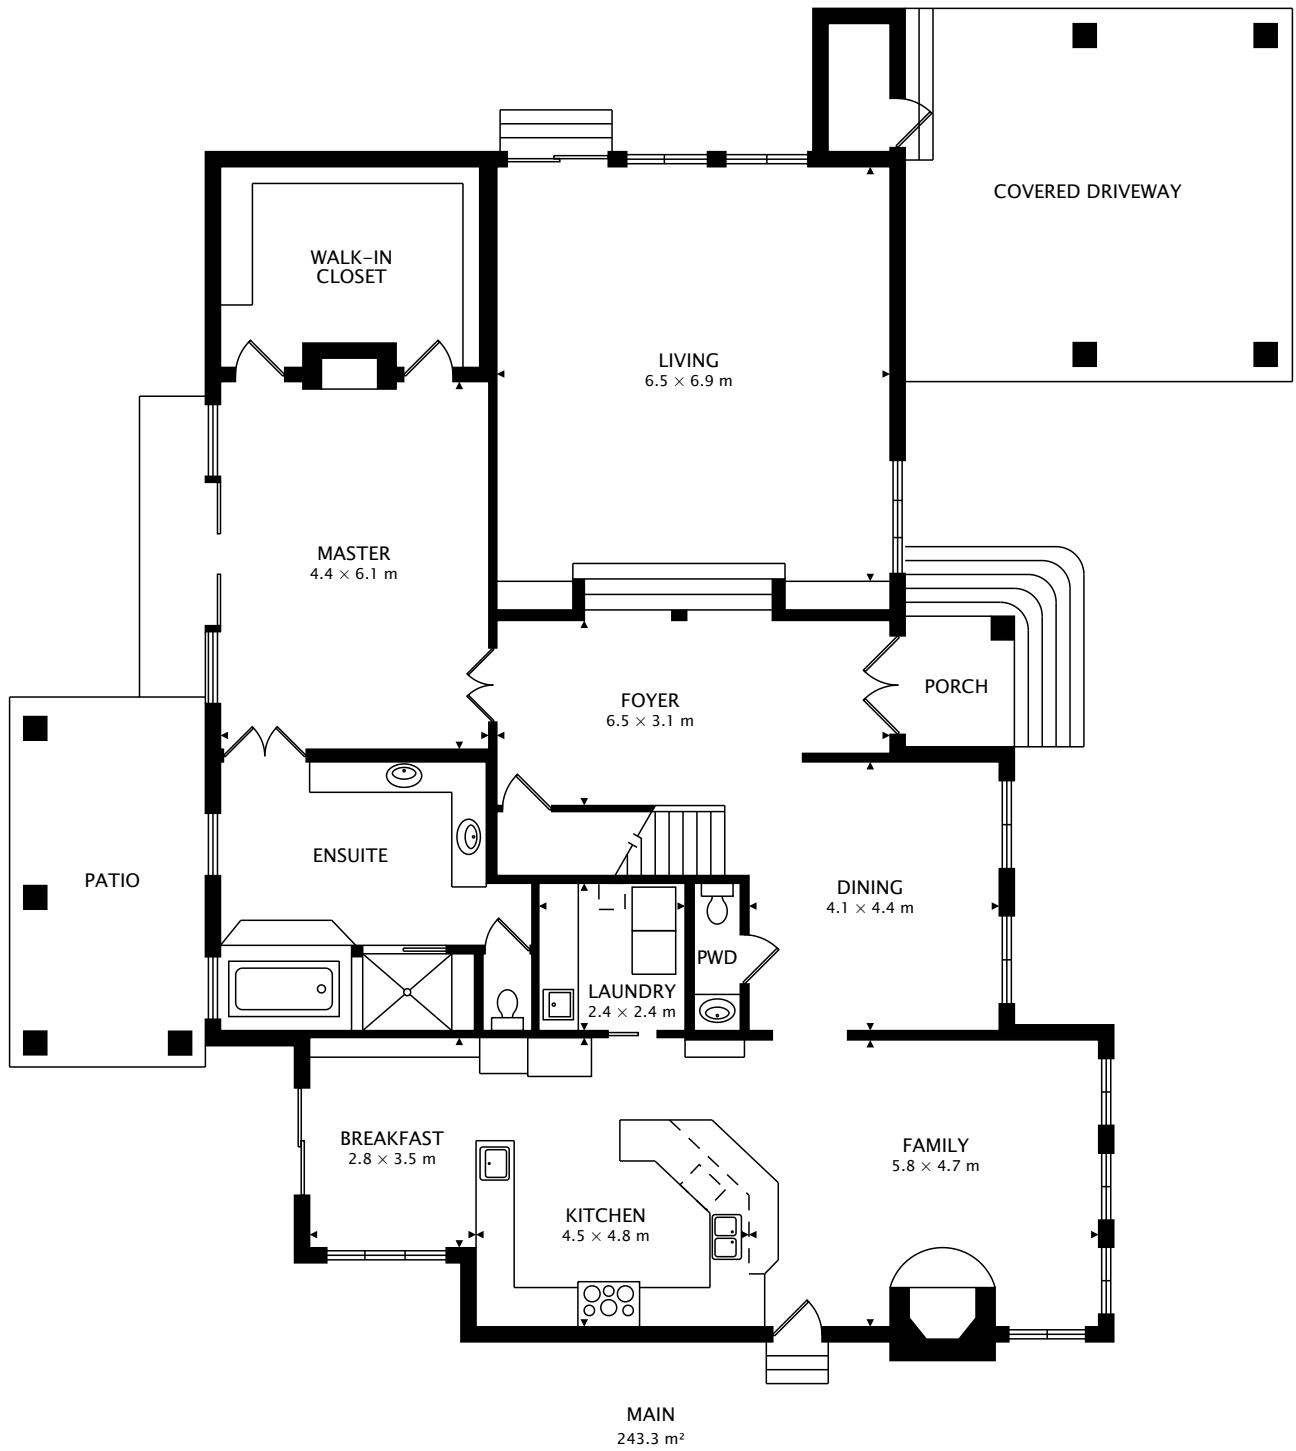 COVERED DRIVEWAY
WALK-IN
CLOSET
LIVING
6.5 × 6.9 m
MASTER
4.4 × 6.1 m
FOYER
6.5 × 3.1 m
PORCH
ENSUITE
PATIO
DINING
4.1 × 4.4 m
PWD
LAUNDRY
2.4 × 2.4 m
BREAKFAST
2.8 × 3.5 m
FAMILY
5.8 × 4.7 m
KITCHEN
4.5 × 4.8 m
MAIN
243.3 m²